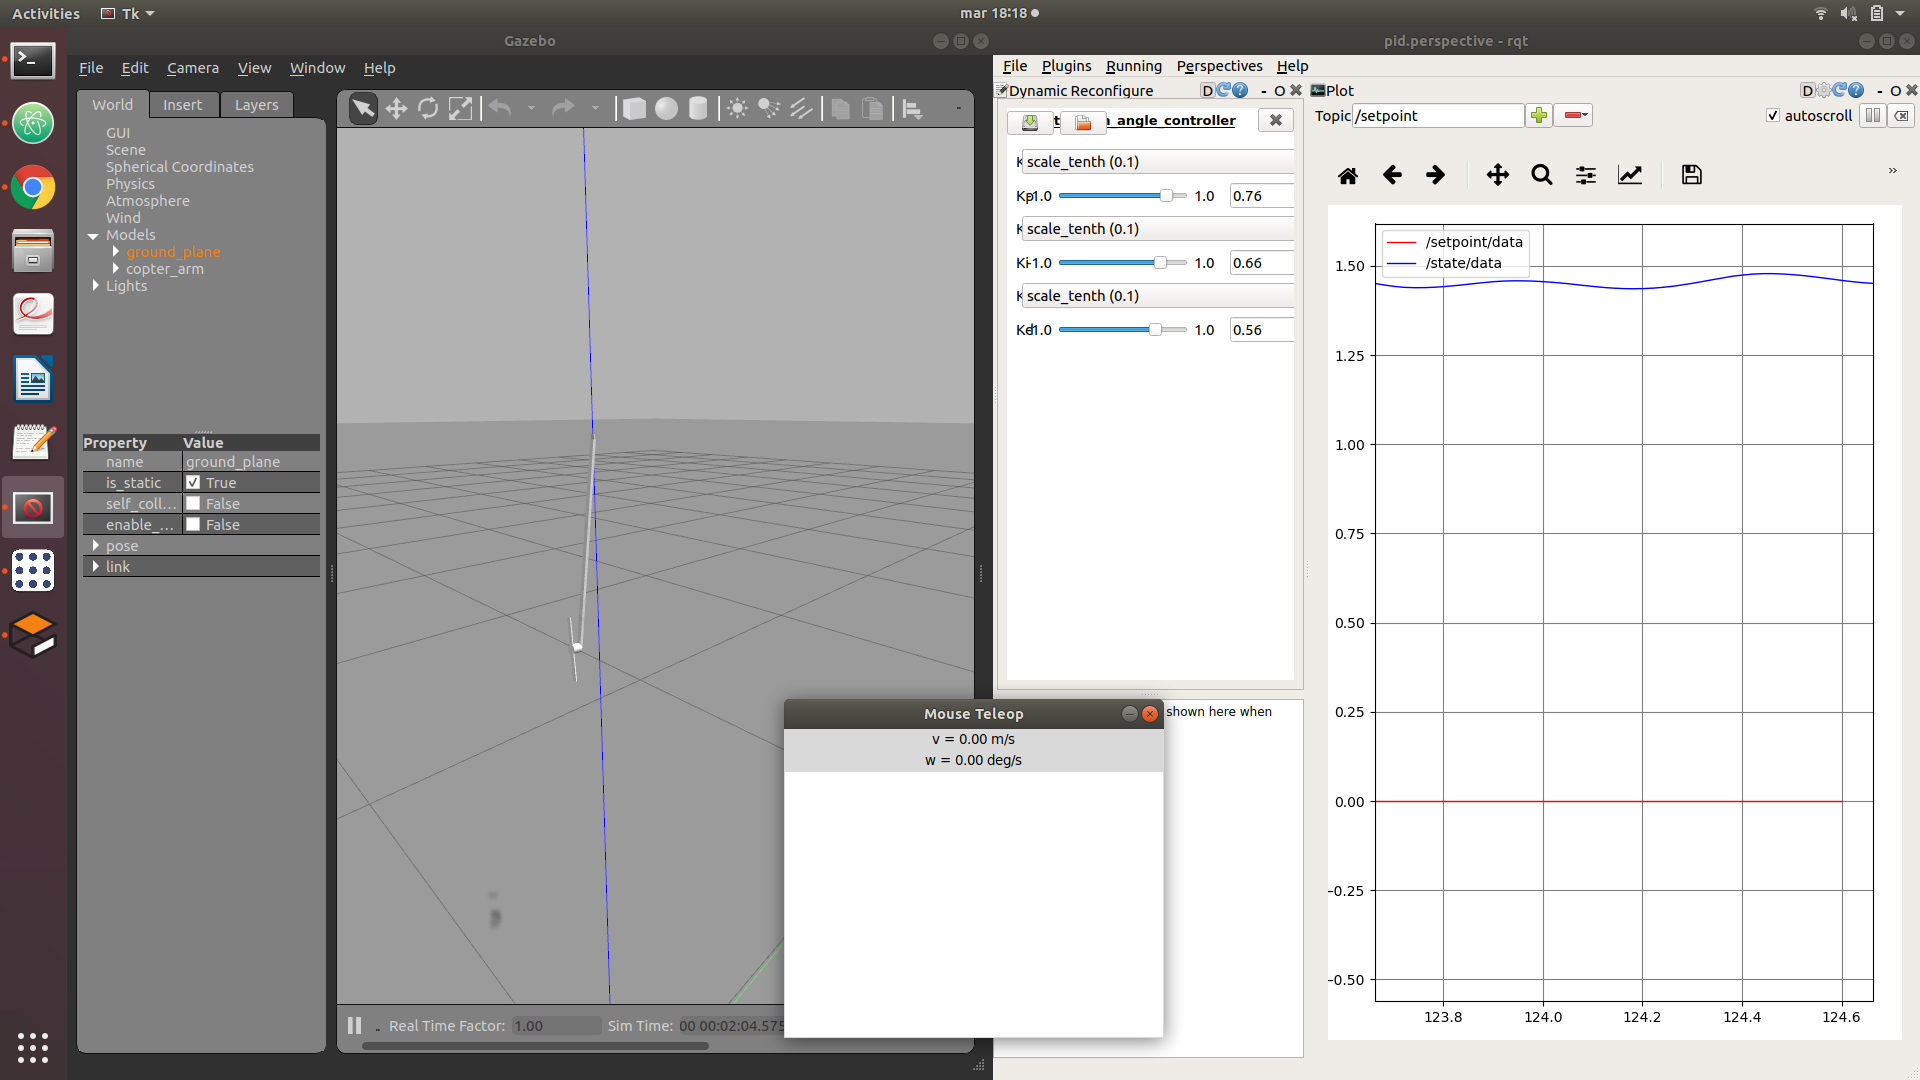 Activities
Tk
mar 18:18
Gazebo
pid.perspective - rqt
File Edit Camera View Window Help
World Insert Layers
GUI
Scene
Spherical Coordinates
Physics
Atmosphere
Wind
Models
ground_plane
copter_arm
Lights
Property Value
name ground_plane
is_static True
self_coll... False
enable_... False
pose
link
Real Time Factor: 1.00 Sim Time: 00 00:02:04.575
File Plugins Running Perspectives Help
Dynamic Reconfigure
D - O
_angle_controller
scale_tenth (0.1)
Kp 1.0 1.0 0.76
scale_tenth (0.1)
Ki -1.0 1.0 0.66
scale_tenth (0.1)
Kd 1.0 1.0 0.56
shown here when
Mouse Teleop
v = 0.00 m/s
w = 0.00 deg/s
Plot
D - O
Topic /setpoint
autoscroll
»
/setpoint/data
/state/data
1.50
1.25
1.00
0.75
0.50
0.25
0.00
-0.25
-0.50
123.8 124.0 124.2 124.4 124.6